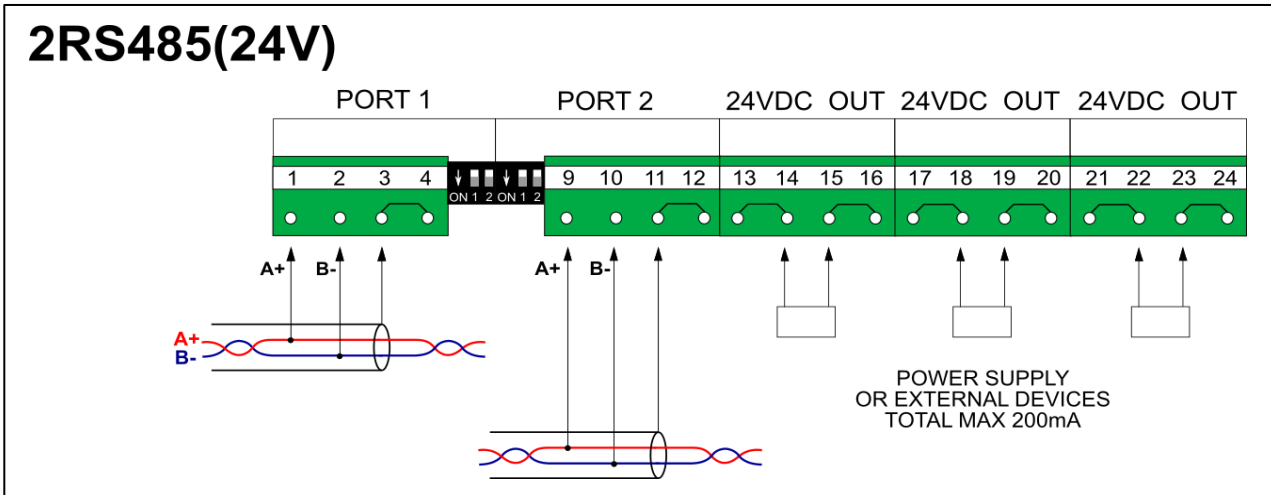 2RS485(24V)
PORT 1 PORT 2 24VDC OUT 24VDC OUT 24VDC OUT
1 2 3 4 9 10 11 12 13 14 15 16 17 18 19 20 21 22 23 24
ON 1 2 ON 1 2
A+ B- A+ B-
A+
B-
POWER SUPPLY
OR EXTERNAL DEVICES
TOTAL MAX 200mA